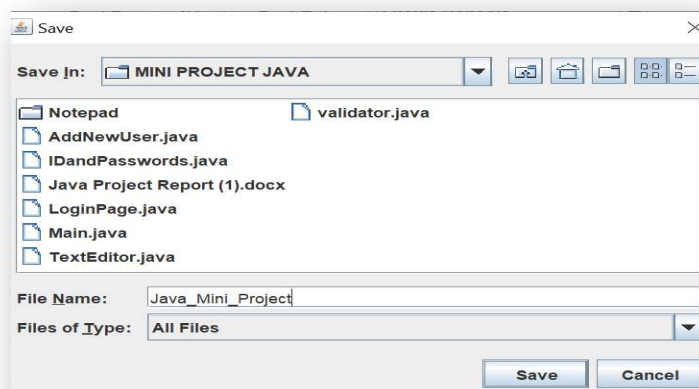 Save
Save In: MINI PROJECT JAVA
Notepad
AddNewUser.java
IDandPasswords.java
Java Project Report (1).docx
LoginPage.java
Main.java
TextEditor.java
validator.java
File Name: Java_Mini_Project
Files of Type: All Files
Save Cancel